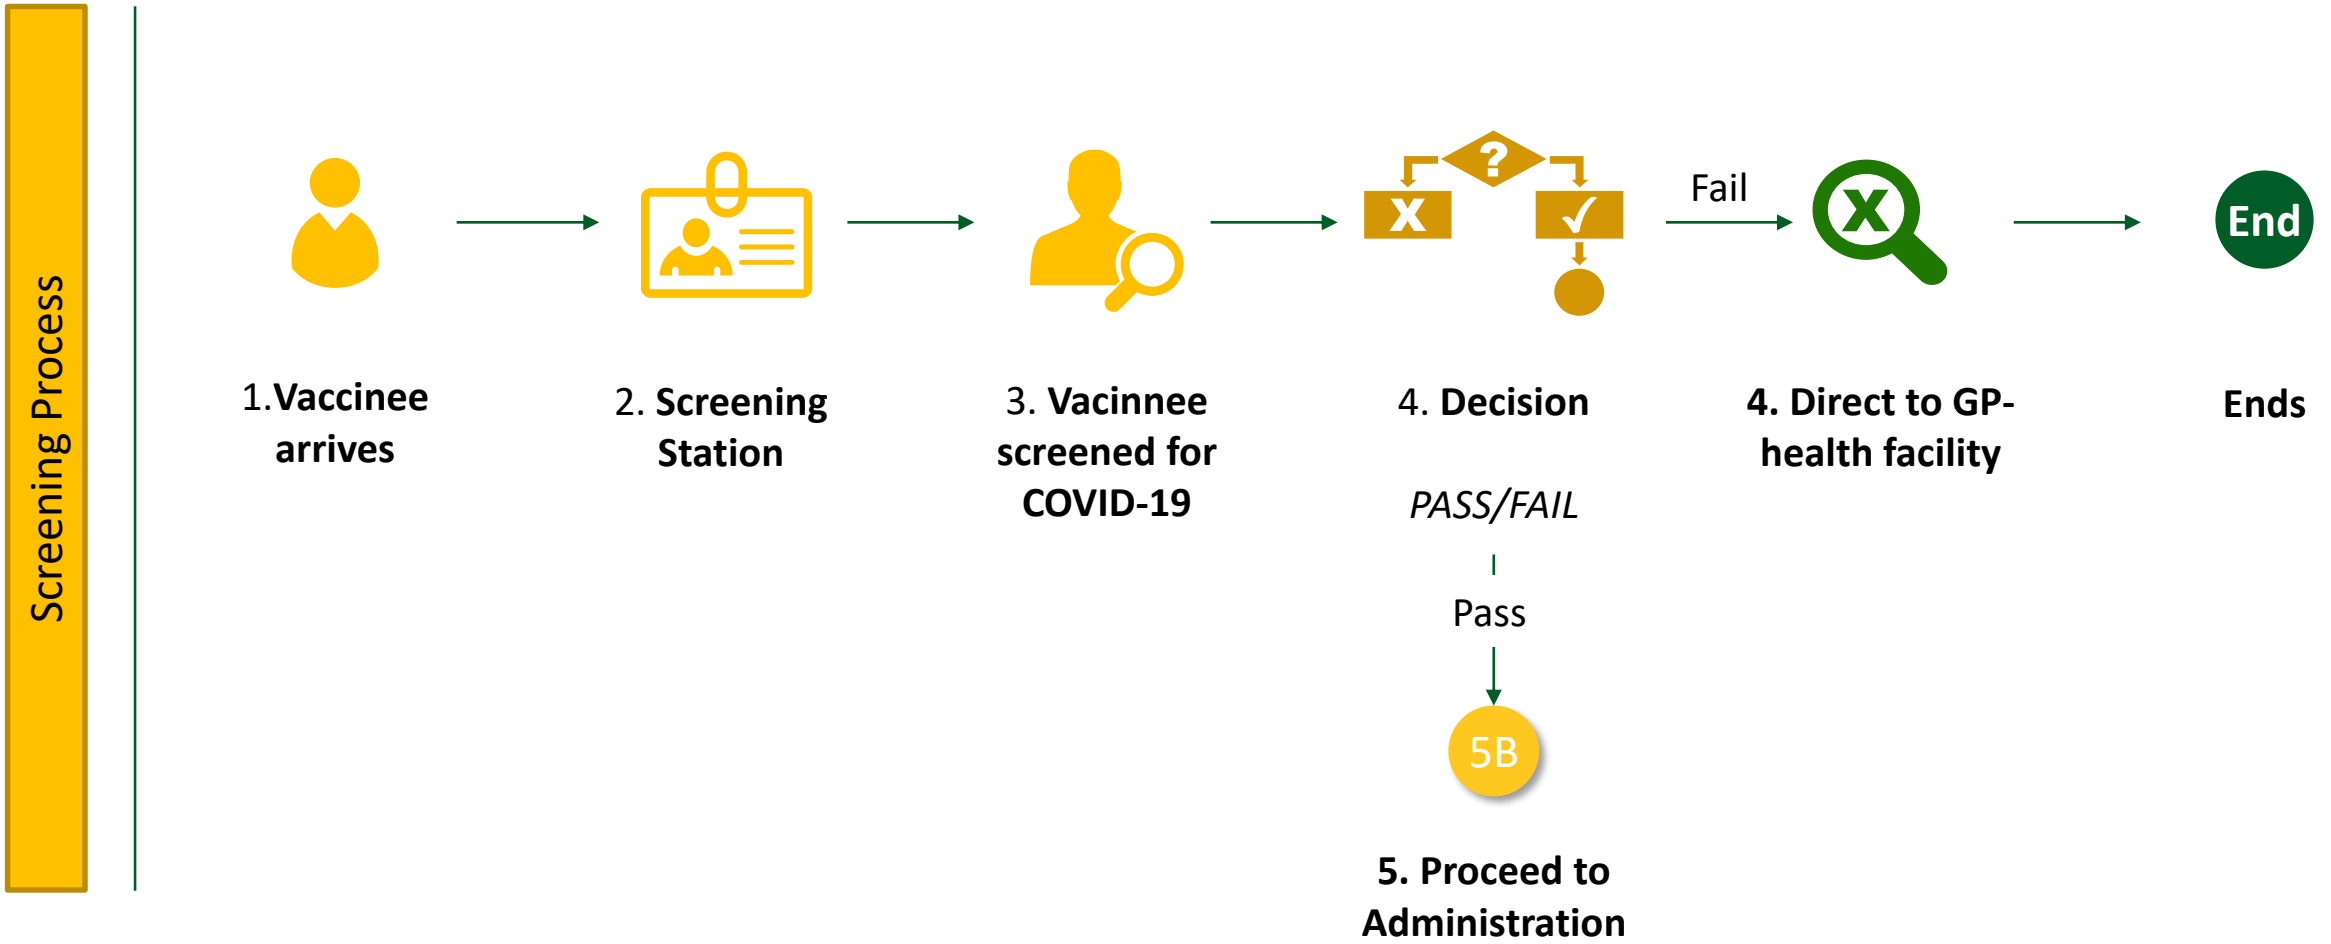 Screening Process
1.Vaccinee
arrives
2. Screening
Station
3. Vacinnee
screened for
COVID-19
?
X
✓
4. Decision
PASS/FAIL
Fail
X
4. Direct to GP-
health facility
End
Ends
Pass
5B
5. Proceed to
Administration